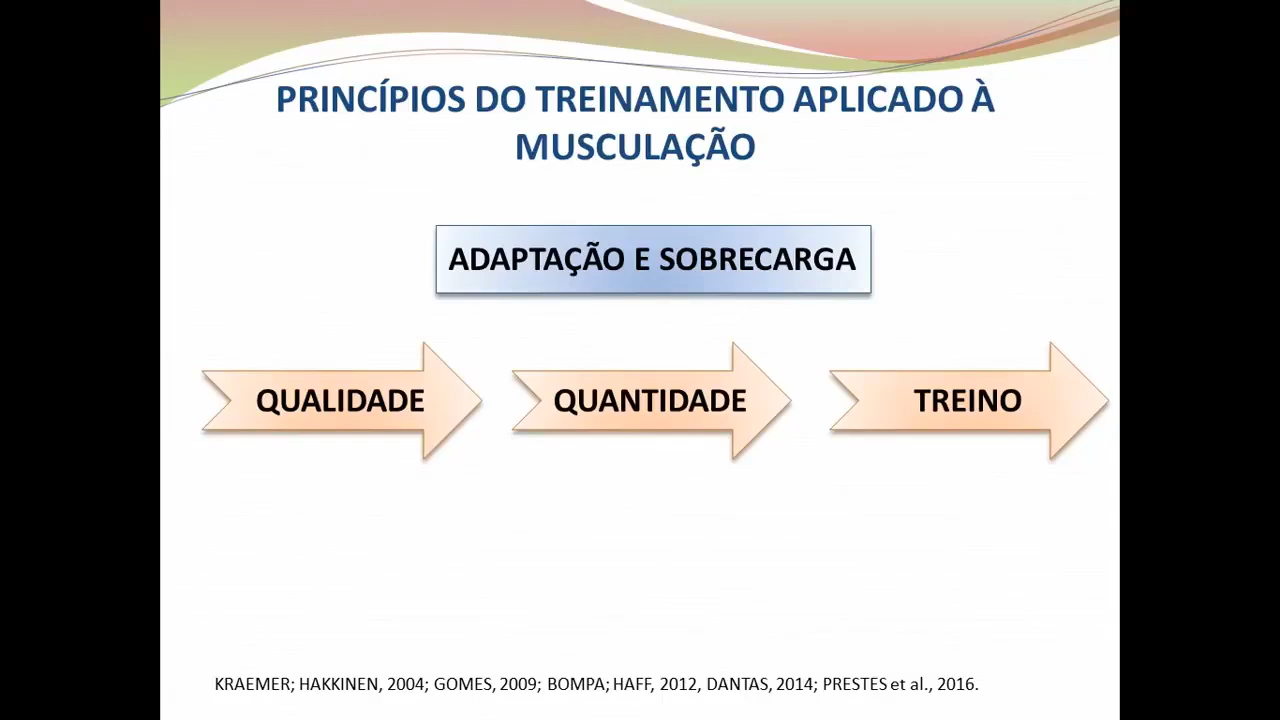 PRINCÍPIOS DO TREINAMENTO APLICADO À
MUSCULAÇÃO
ADAPTAÇÃO E SOBRECARGA
QUALIDADE
QUANTIDADE
TREINO
KRAEMER; HAKKINEN, 2004; GOMES, 2009; BOMPA; HAFF, 2012, DANTAS, 2014; PRESTES et al., 2016.